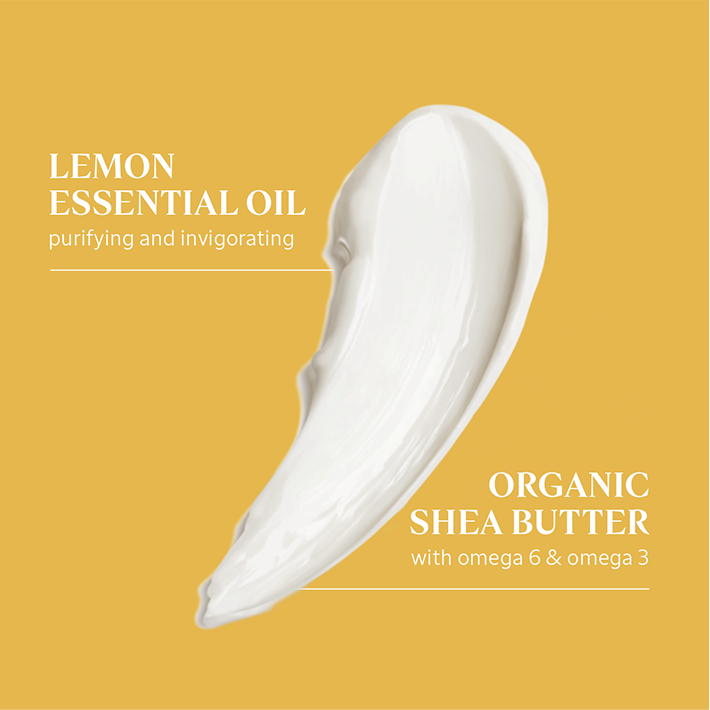 LEMON
ESSENTIAL OIL
purifying and invigorating
ORGANIC
SHEA BUTTER
with omega 6 & omega 3